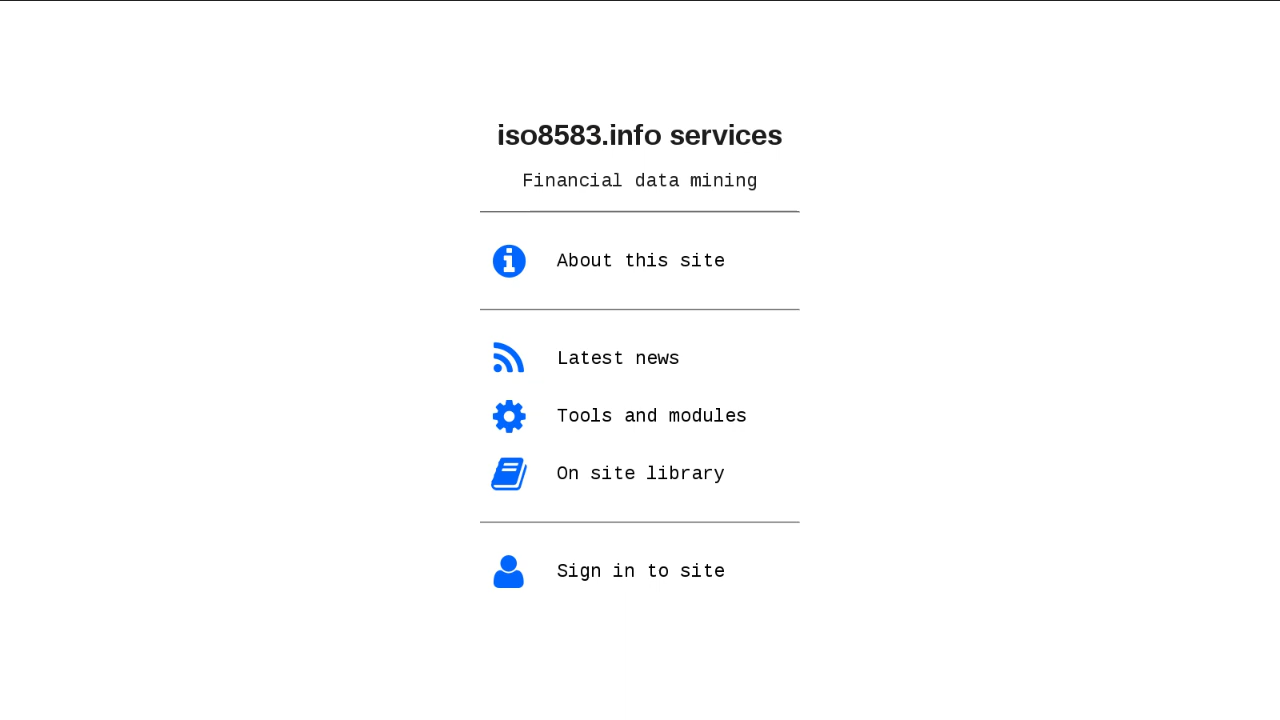 iso8583.info services
Financial data mining
About this site
Latest news
Tools and modules
On site library
Sign in to site